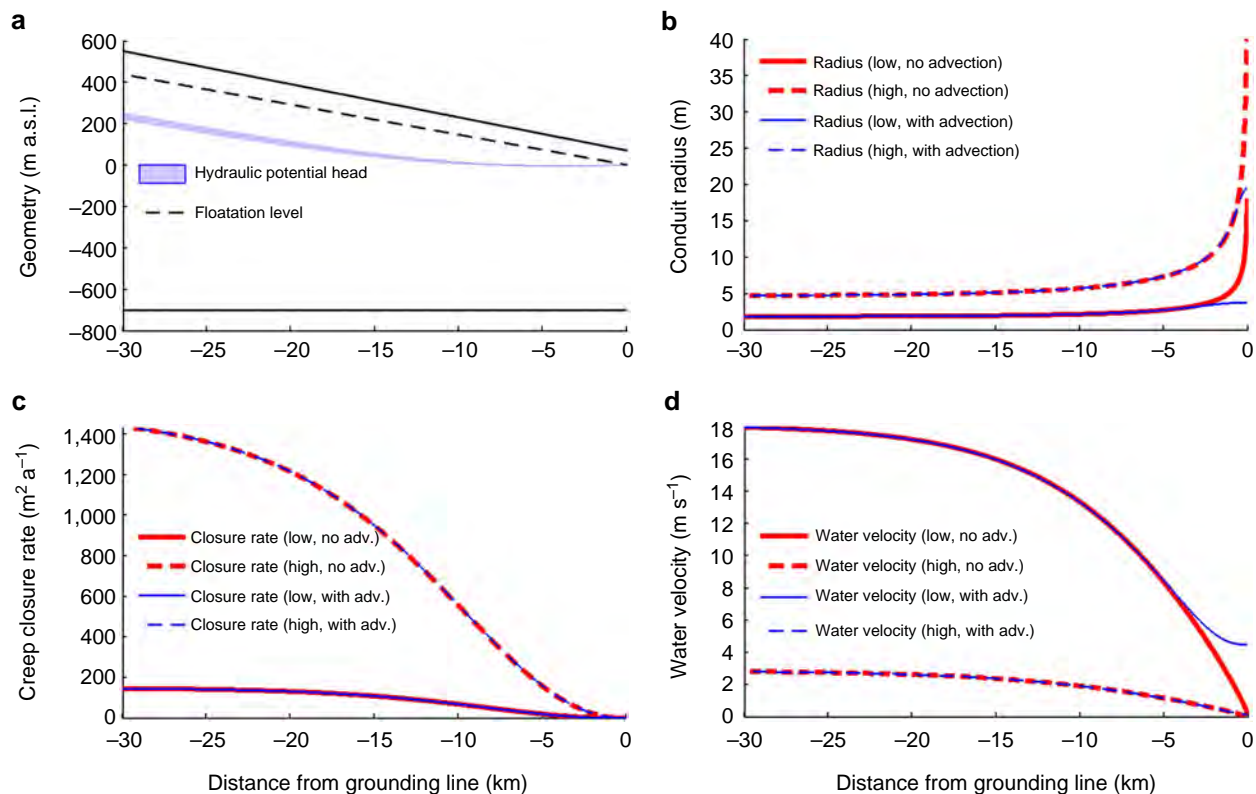 a
600
400
200
0
−200
−400
−600
−800
Geometry (m a.s.l.)
Hydraulic potential head
Floatation level
−30 −25 −20 −15 −10 −5 0
b
40
35
30
25
20
15
10
5
0
Conduit radius (m)
Radius (low, no advection)
Radius (high, no advection)
Radius (low, with advection)
Radius (high, with advection)
−30 −25 −20 −15 −10 −5 0
c
1,400
1,200
1,000
800
600
400
200
0
Creep closure rate (m² a⁻¹)
Closure rate (low, no adv.)
Closure rate (high, no adv.)
Closure rate (low, with adv.)
Closure rate (high, with adv.)
−30 −25 −20 −15 −10 −5 0
Distance from grounding line (km)
d
18
16
14
12
10
8
6
4
2
0
Water velocity (m s⁻¹)
Water velocity (low, no adv.)
Water velocity (high, no adv.)
Water velocity (low, with adv.)
Water velocity (high, with adv.)
−30 −25 −20 −15 −10 −5 0
Distance from grounding line (km)